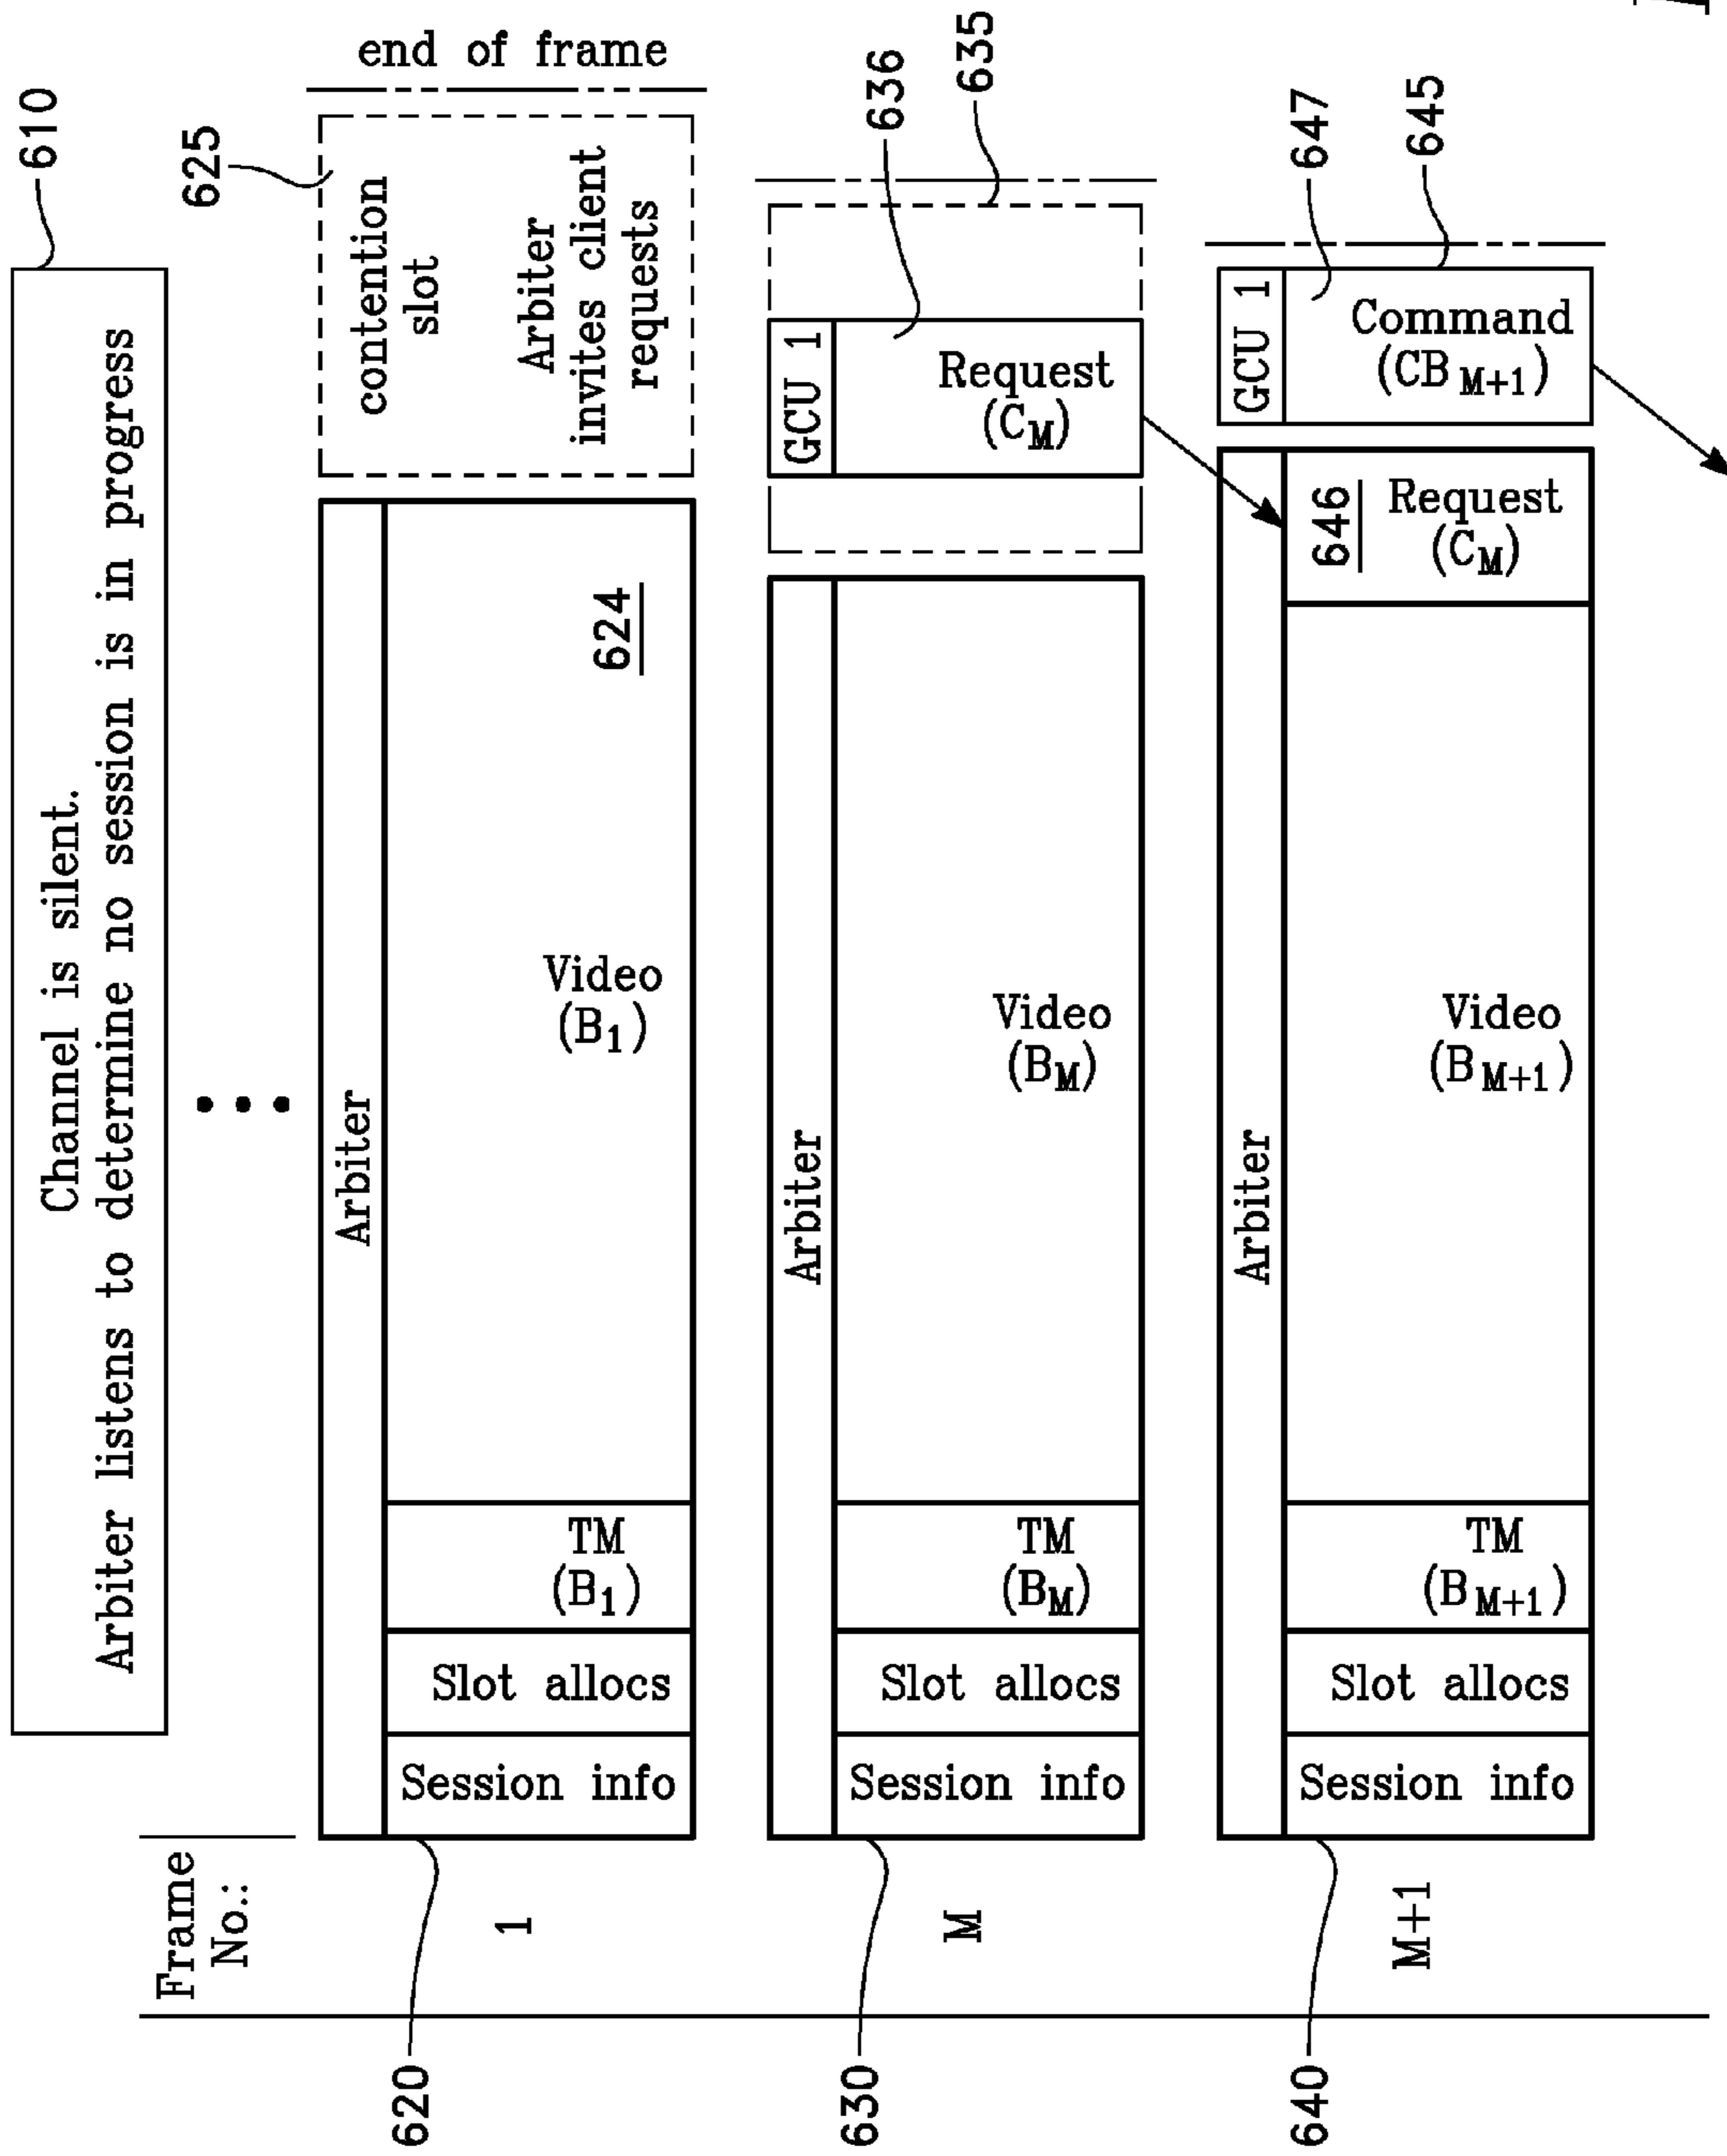 610
Channel is silent.
Arbiter listens to determine no session is in progress
Frame
No.:
625
end of frame
620
1
Arbiter
Session info
Slot allocs
TM
(B1)
Video
(B1)
624
contention
slot
Arbiter
invites client
requests
630
M
Arbiter
Session info
Slot allocs
TM
(BM)
Video
(BM)
GCU 1
Request
(CM)
636
635
640
M+1
Arbiter
Session info
Slot allocs
TM
(BM+1)
Video
(BM+1)
646
Request
(CM)
GCU 1
Command
(CBM+1)
647
645